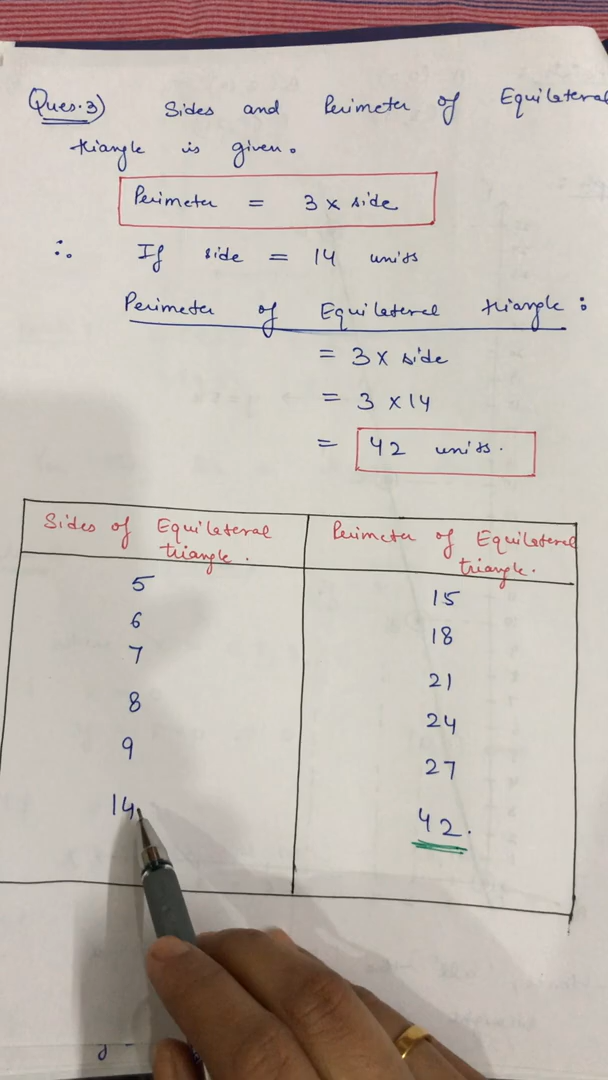 Ques.3) Sides and Perimeter of Equilateral
triangle is given.
Perimeter = 3 x side
∴ If side = 14 units
Perimeter of Equilateral triangle :
= 3 x side
= 3 x 14
= 42 units.
Sides of Equilateral triangle. Perimeter of Equilateral triangle.
5 15
6 18
7 21
8 24
9 27
14 42.